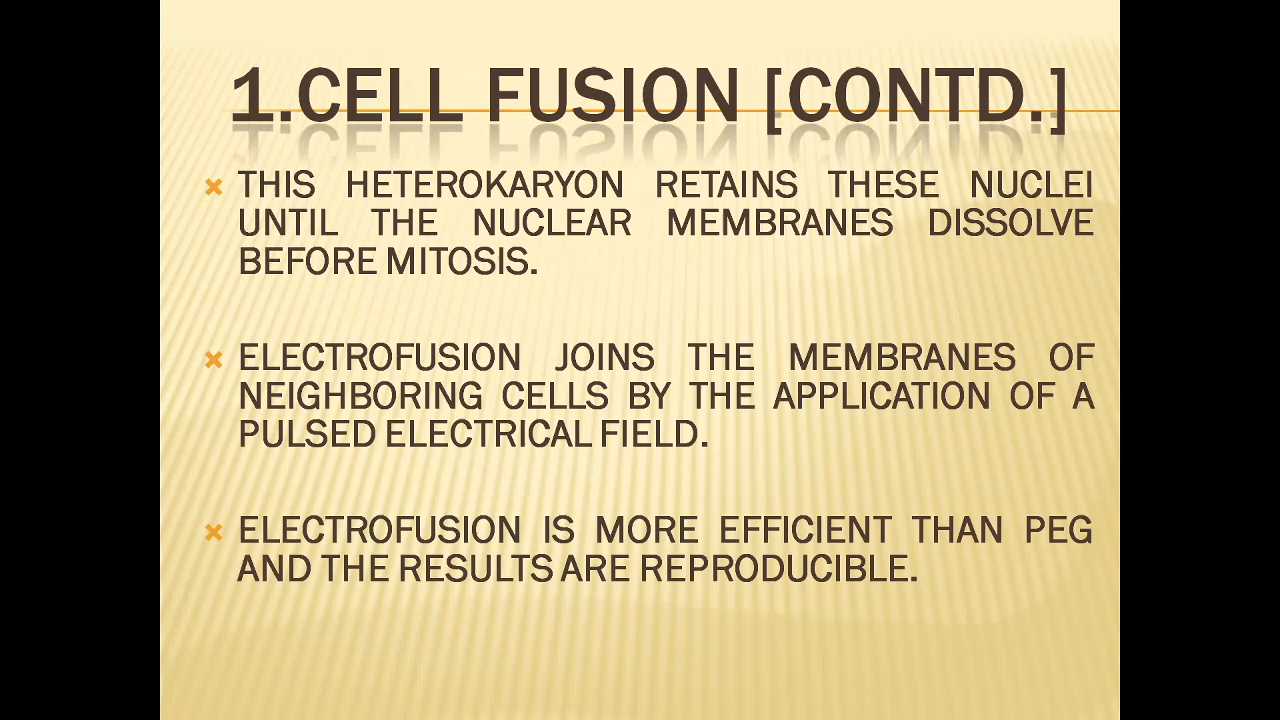 1.CELL FUSION [CONTD.]
THIS HETEROKARYON RETAINS THESE NUCLEI
UNTIL THE NUCLEAR MEMBRANES DISSOLVE
BEFORE MITOSIS.
ELECTROFUSION JOINS THE MEMBRANES OF
NEIGHBORING CELLS BY THE APPLICATION OF A
PULSED ELECTRICAL FIELD.
ELECTROFUSION IS MORE EFFICIENT THAN PEG
AND THE RESULTS ARE REPRODUCIBLE.